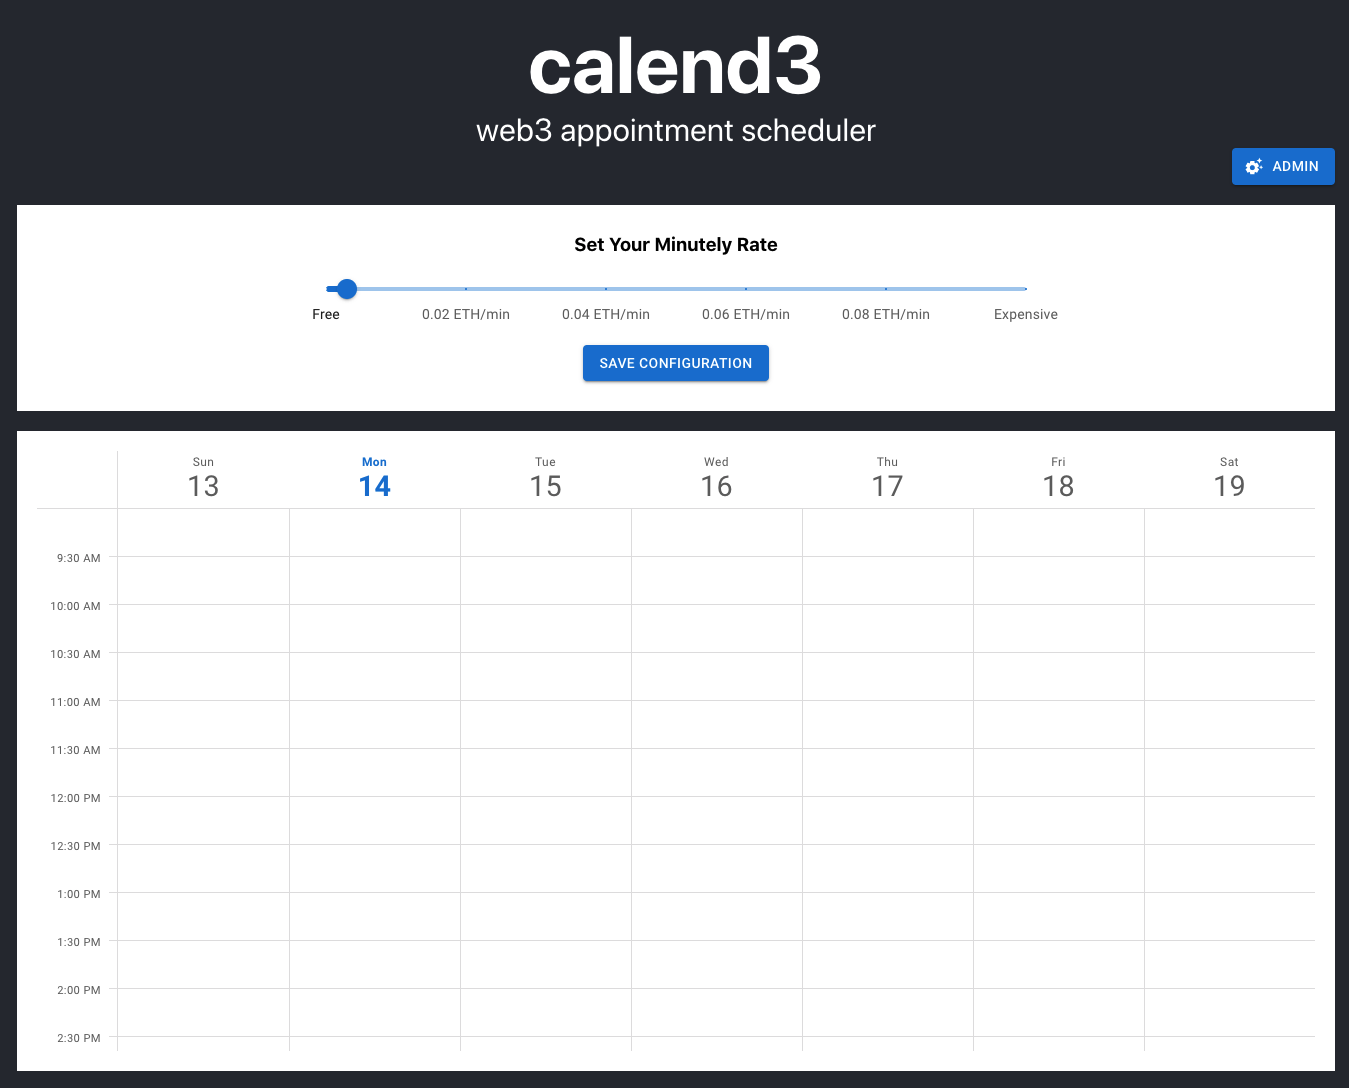 calend3
web3 appointment scheduler
ADMIN
Set Your Minutely Rate
Free 0.02 ETH/min 0.04 ETH/min 0.06 ETH/min 0.08 ETH/min Expensive
SAVE CONFIGURATION
Sun Mon Tue Wed Thu Fri Sat
13 14 15 16 17 18 19
9:30 AM
10:00 AM
10:30 AM
11:00 AM
11:30 AM
12:00 PM
12:30 PM
1:00 PM
1:30 PM
2:00 PM
2:30 PM